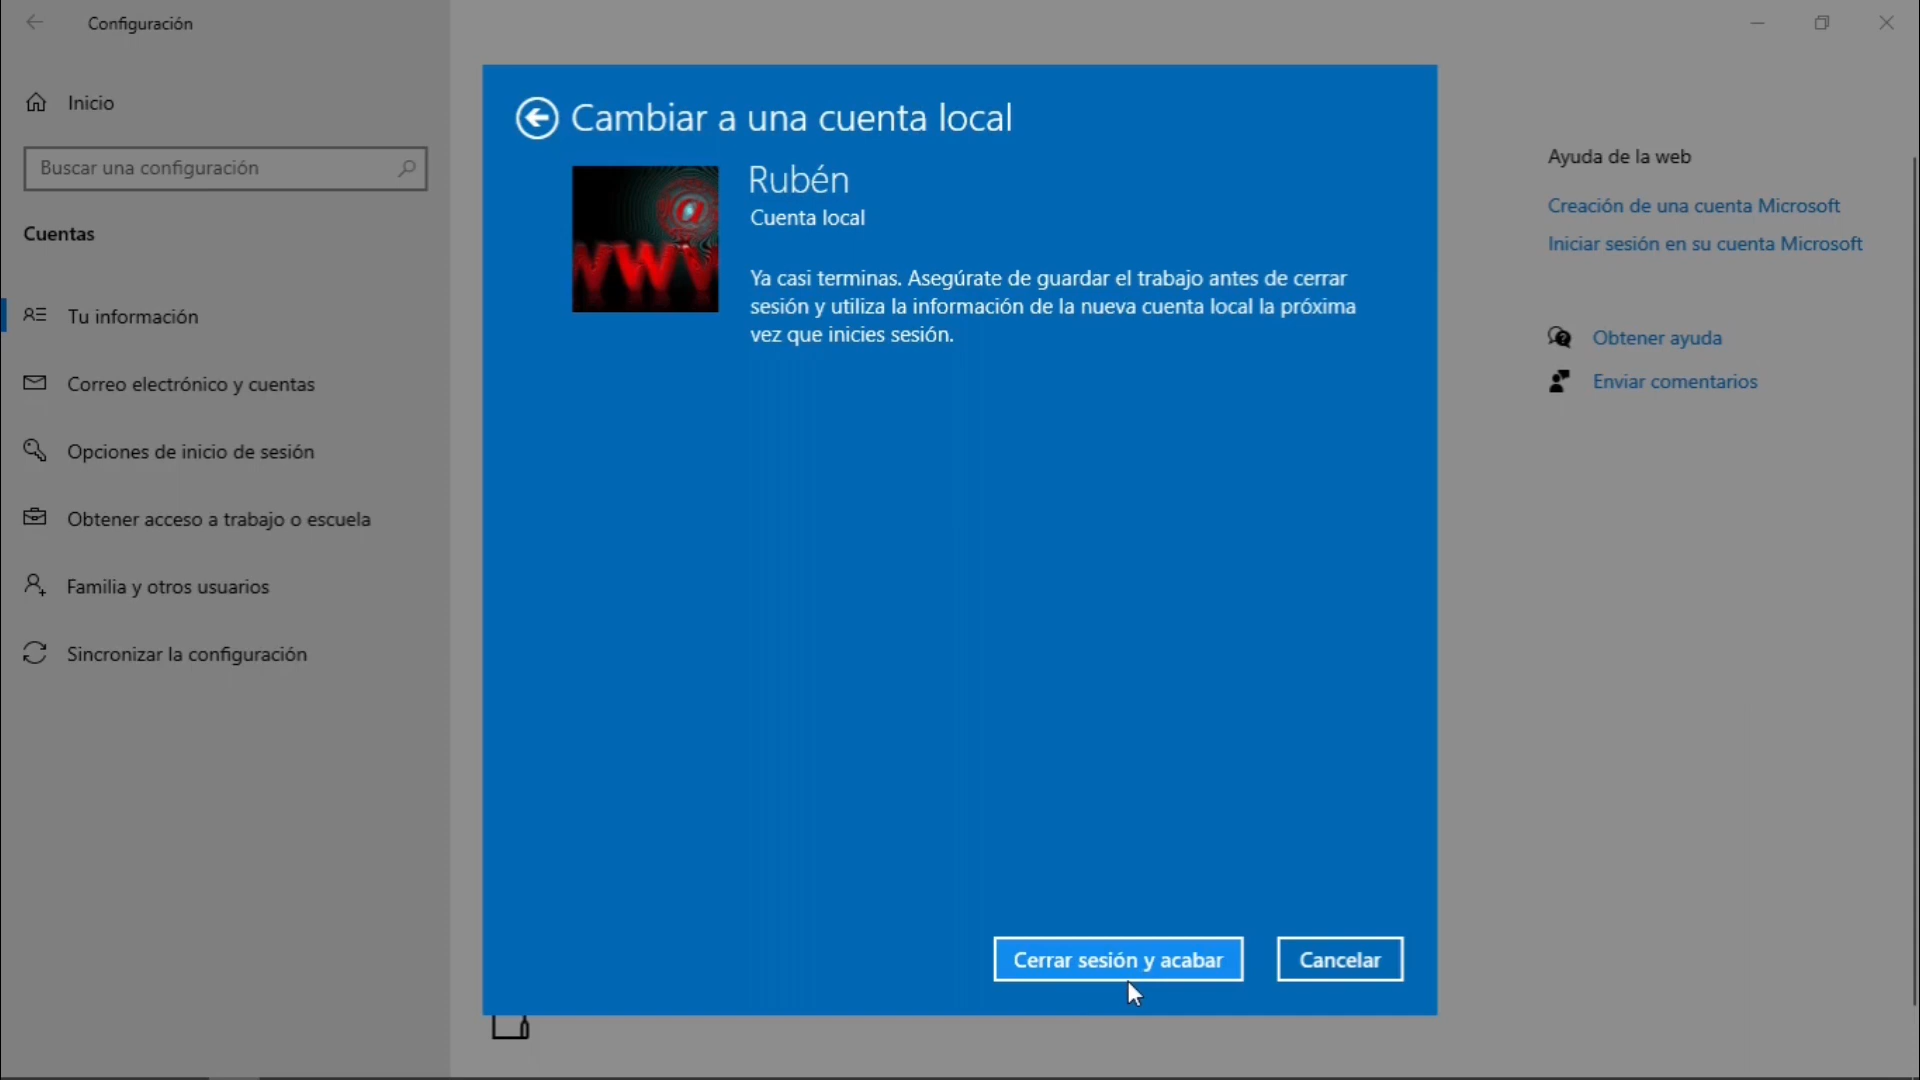 Configuración
Inicio
Buscar una configuración
Cuentas
Tu información
Correo electrónico y cuentas
Opciones de inicio de sesión
Obtener acceso a trabajo o escuela
Familia y otros usuarios
Sincronizar la configuración
Cambiar a una cuenta local
@
www
Rubén
Cuenta local
Ya casi terminas. Asegúrate de guardar el trabajo antes de cerrar
sesión y utiliza la información de la nueva cuenta local la próxima
vez que inicies sesión.
Cerrar sesión y acabar
Cancelar
Ayuda de la web
Creación de una cuenta Microsoft
Iniciar sesión en su cuenta Microsoft
Obtener ayuda
Enviar comentarios